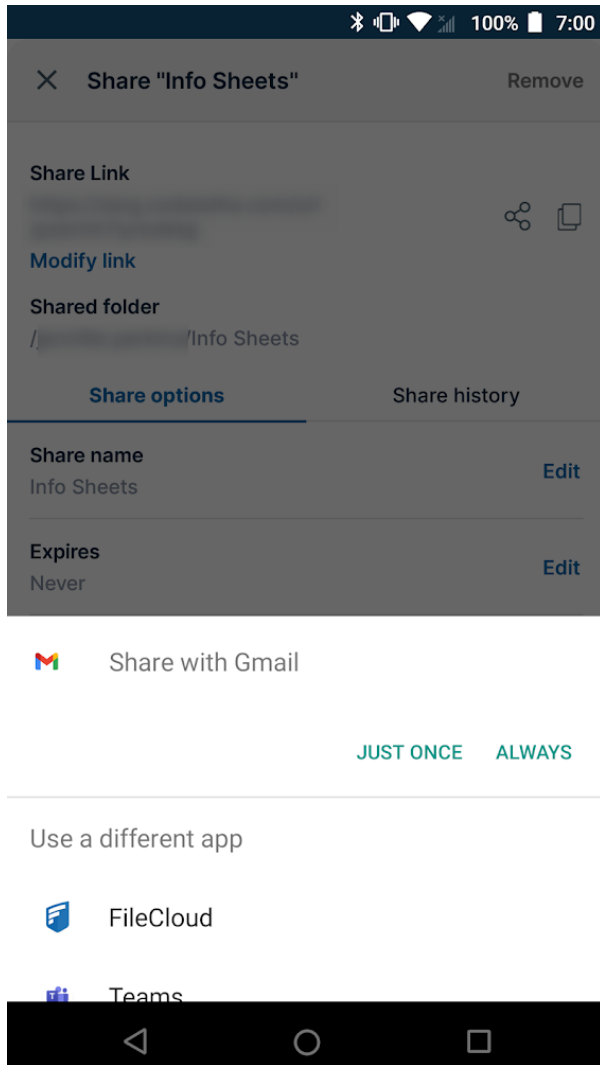 100% 7:00
Share "Info Sheets" Remove
Share Link
Modify link
Shared folder
/ /Info Sheets
Share options Share history
Share name
Edit
Info Sheets
Expires
Edit
Never
Share with Gmail
JUST ONCE ALWAYS
Use a different app
FileCloud
Teams